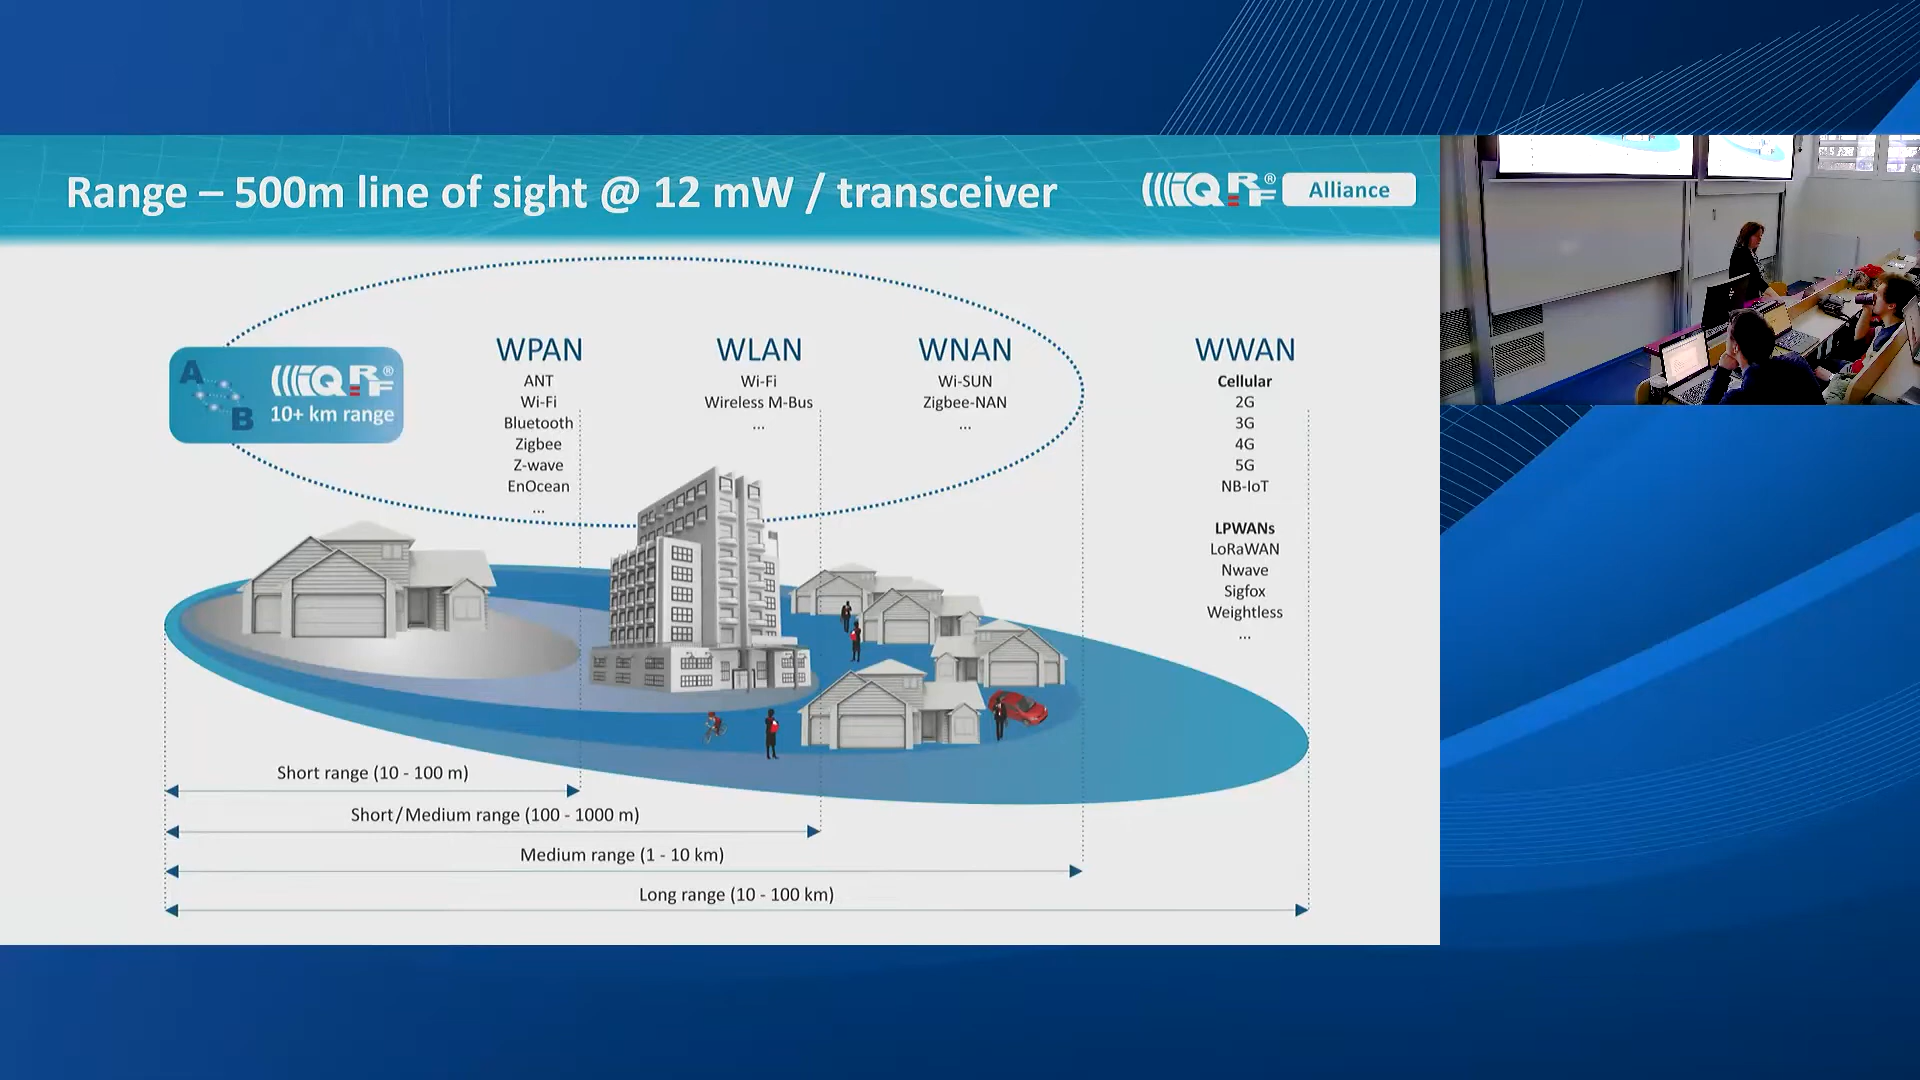 Range – 500m line of sight @ 12 mW / transceiver
IQRF® Alliance
A
B
IQRF®
10+ km range
WPAN
ANT
Wi-Fi
Bluetooth
Zigbee
Z-wave
EnOcean
...
WLAN
Wi-Fi
Wireless M-Bus
...
WNAN
Wi-SUN
Zigbee-NAN
...
WWAN
Cellular
2G
3G
4G
5G
NB-IoT
LPWANs
LoRaWAN
Nwave
Sigfox
Weightless
...
Short range (10 - 100 m)
Short/Medium range (100 - 1000 m)
Medium range (1 - 10 km)
Long range (10 - 100 km)